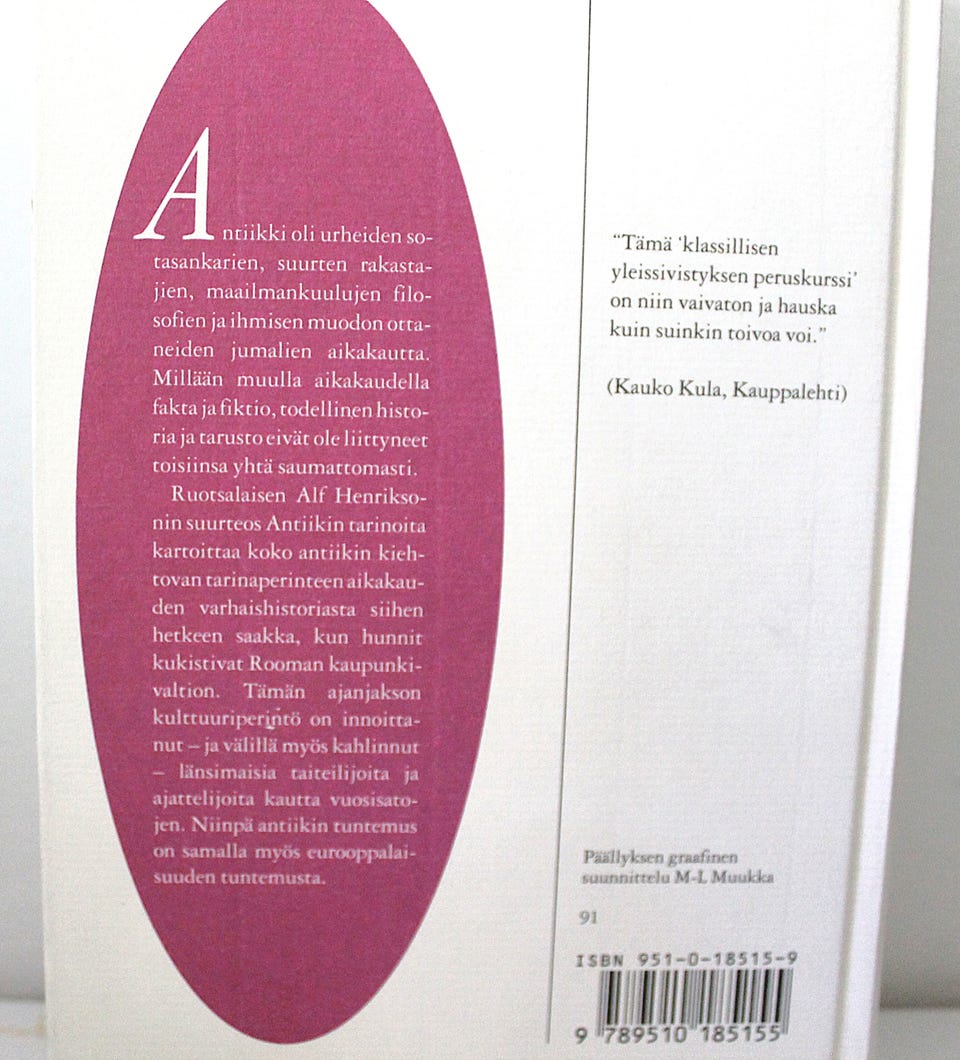 Antiikki oli urheiden so-
tasankarien, suurten rakasta-
jien, maailmankuulujen filo-
sofien ja ihmisen muodon otta-
neiden jumalien aikakautta.
Millään muulla aikakaudella
fakta ja fiktio, todellinen histo-
ria ja tarusto eivät ole liittyneet
toisiinsa yhtä saumattomasti.
Ruotsalaisen Alf Henrikso-
nin suurteos Antiikin tarinoita
kartoittaa koko antiikin kieh-
tovan tarinaperinteen aikakau-
den varhaishistoriasta siihen
hetkeen saakka, kun hunnit
kukistivat Rooman kaupunki-
valtion. Tämän ajanjakson
kulttuuriperintö on innoitta-
nut – ja välillä myös kahlinnut
– länsimaisia taiteilijoita ja
ajattelijoita kautta vuosisato-
jen. Niinpä antiikin tuntemus
on samalla myös eurooppalai-
suuden tuntemusta.
“Tämä ‘klassillisen
yleissivistyksen peruskurssi’
on niin vaivaton ja hauska
kuin suinkin toivoa voi.”
(Kauko Kula, Kauppalehti)
Päällyksen graafinen
suunnittelu M-L Muukka
91
ISBN 951-0-18515-9
9 789510 185155